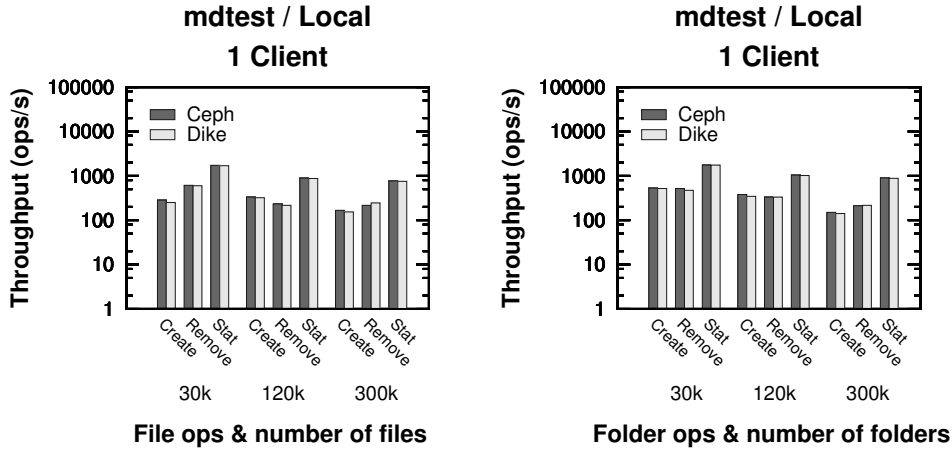 mdtest / Local
1 Client
Throughput (ops/s)
100000
10000
1000
100
10
1
Ceph
Dike
Create
Remove
Stat
Create
Remove
Stat
Create
Remove
Stat
30k
120k
300k
File ops & number of files
mdtest / Local
1 Client
Throughput (ops/s)
100000
10000
1000
100
10
1
Ceph
Dike
Create
Remove
Stat
Create
Remove
Stat
Create
Remove
Stat
30k
120k
300k
Folder ops & number of folders